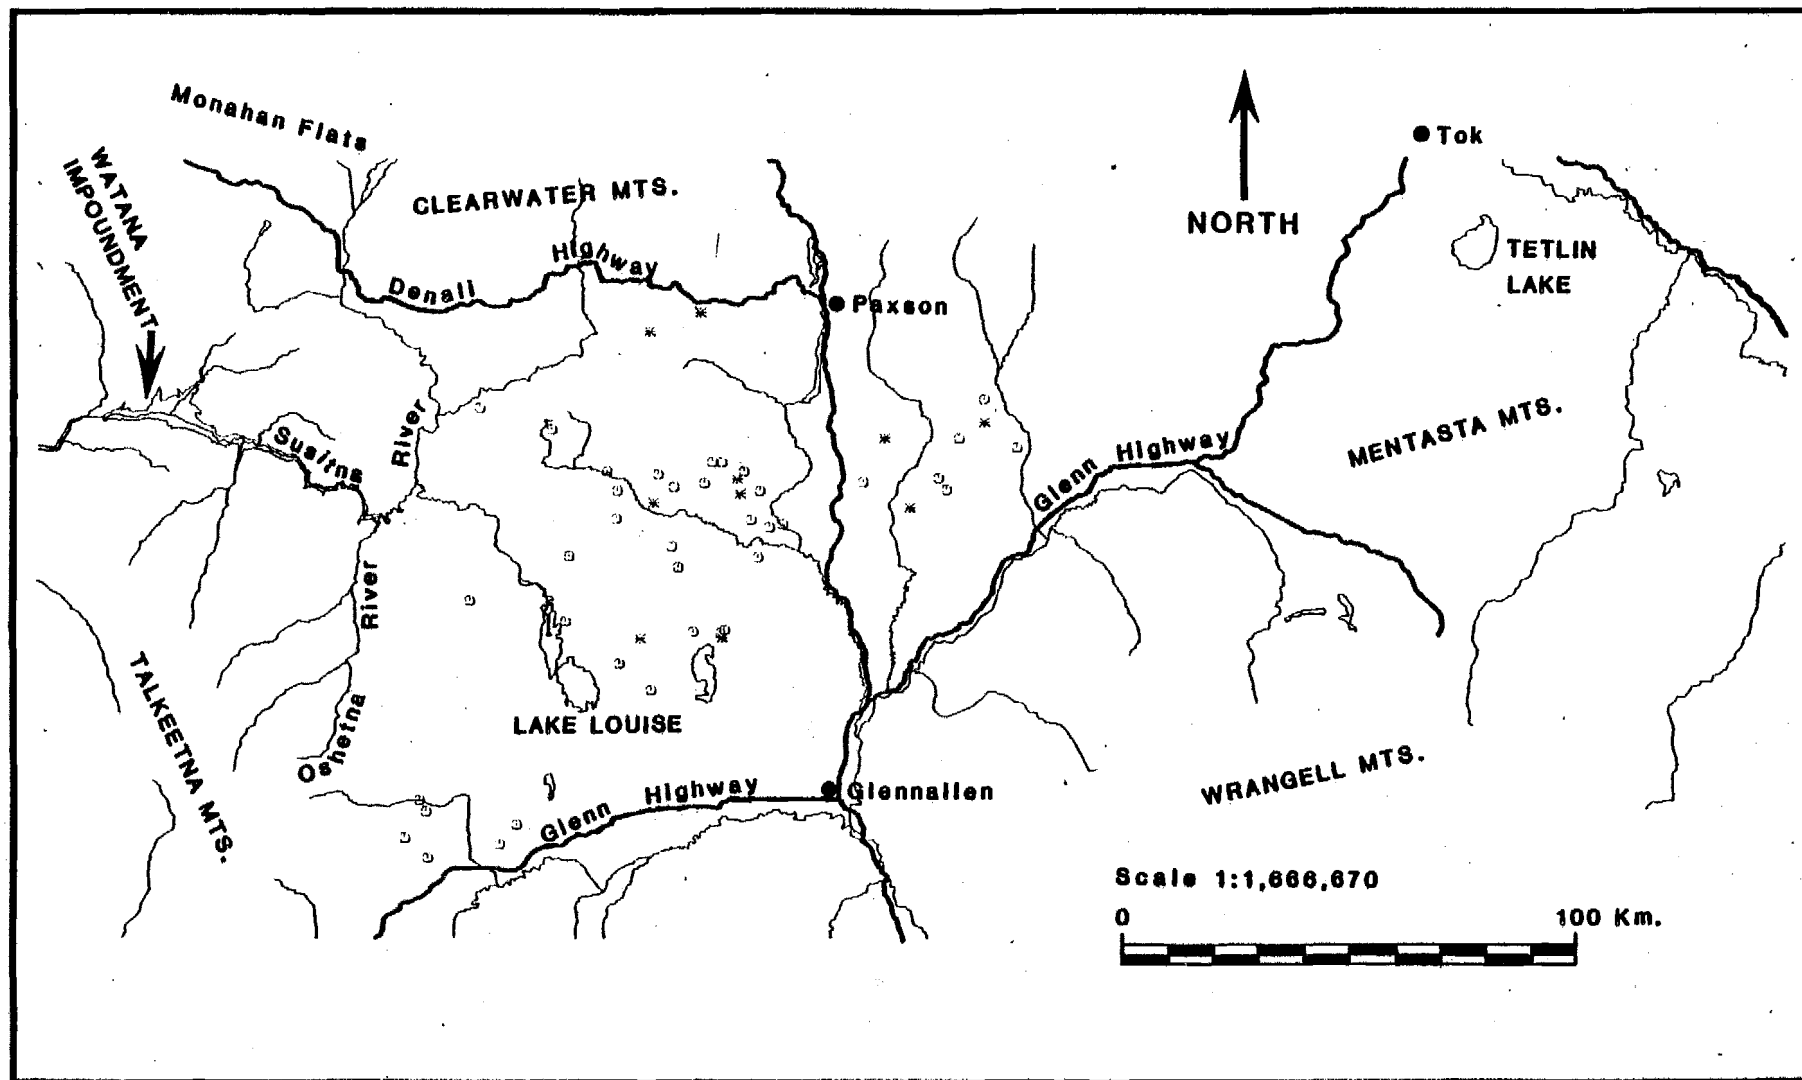 Monahan Flats
WATANA
IMPOUNDMENT
CLEARWATER MTS.
Tok
NORTH
TETLIN
LAKE
Denali Highway
Paxson
River
Susitna
Glenn Highway
MENTASTA MTS.
River
Oshetna
TALKEETNA MTS.
LAKE LOUISE
Glenn Highway
Glennallen
WRANGELL MTS.
Scale 1:1,666,670
0 100 Km.